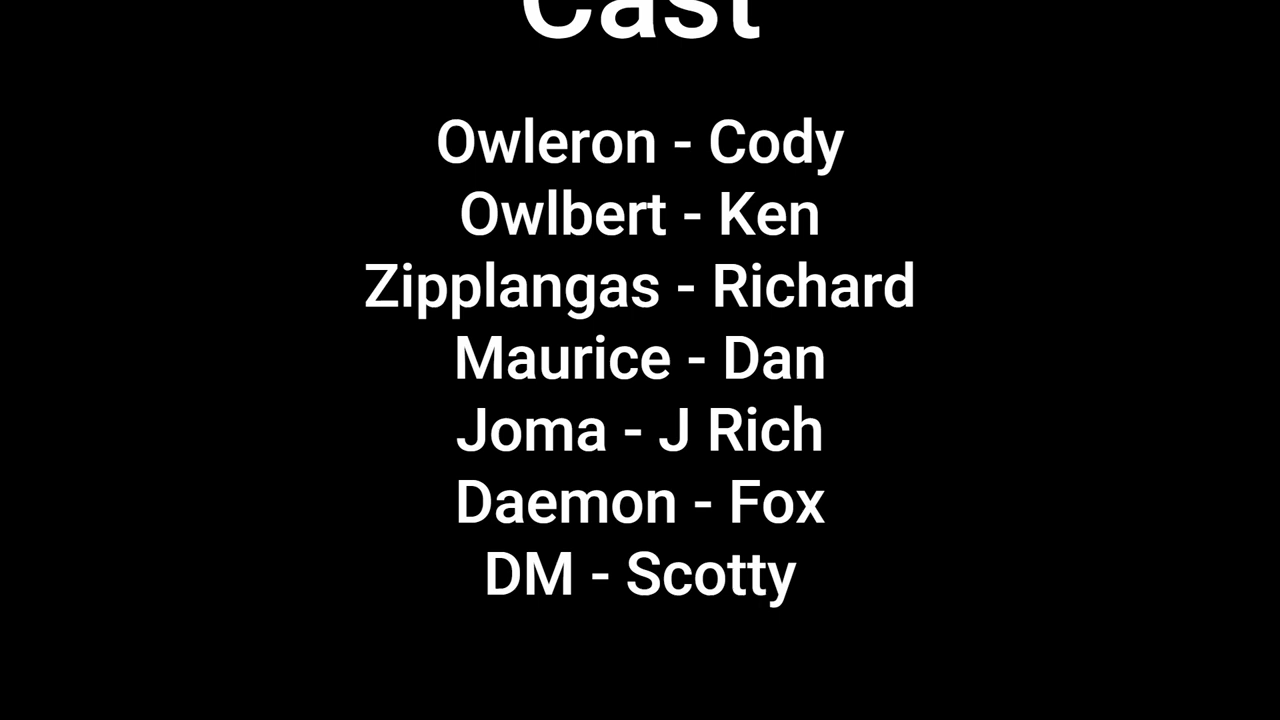 Cast
Owleron - Cody
Owlbert - Ken
Zipplangas - Richard
Maurice - Dan
Joma - J Rich
Daemon - Fox
DM - Scotty